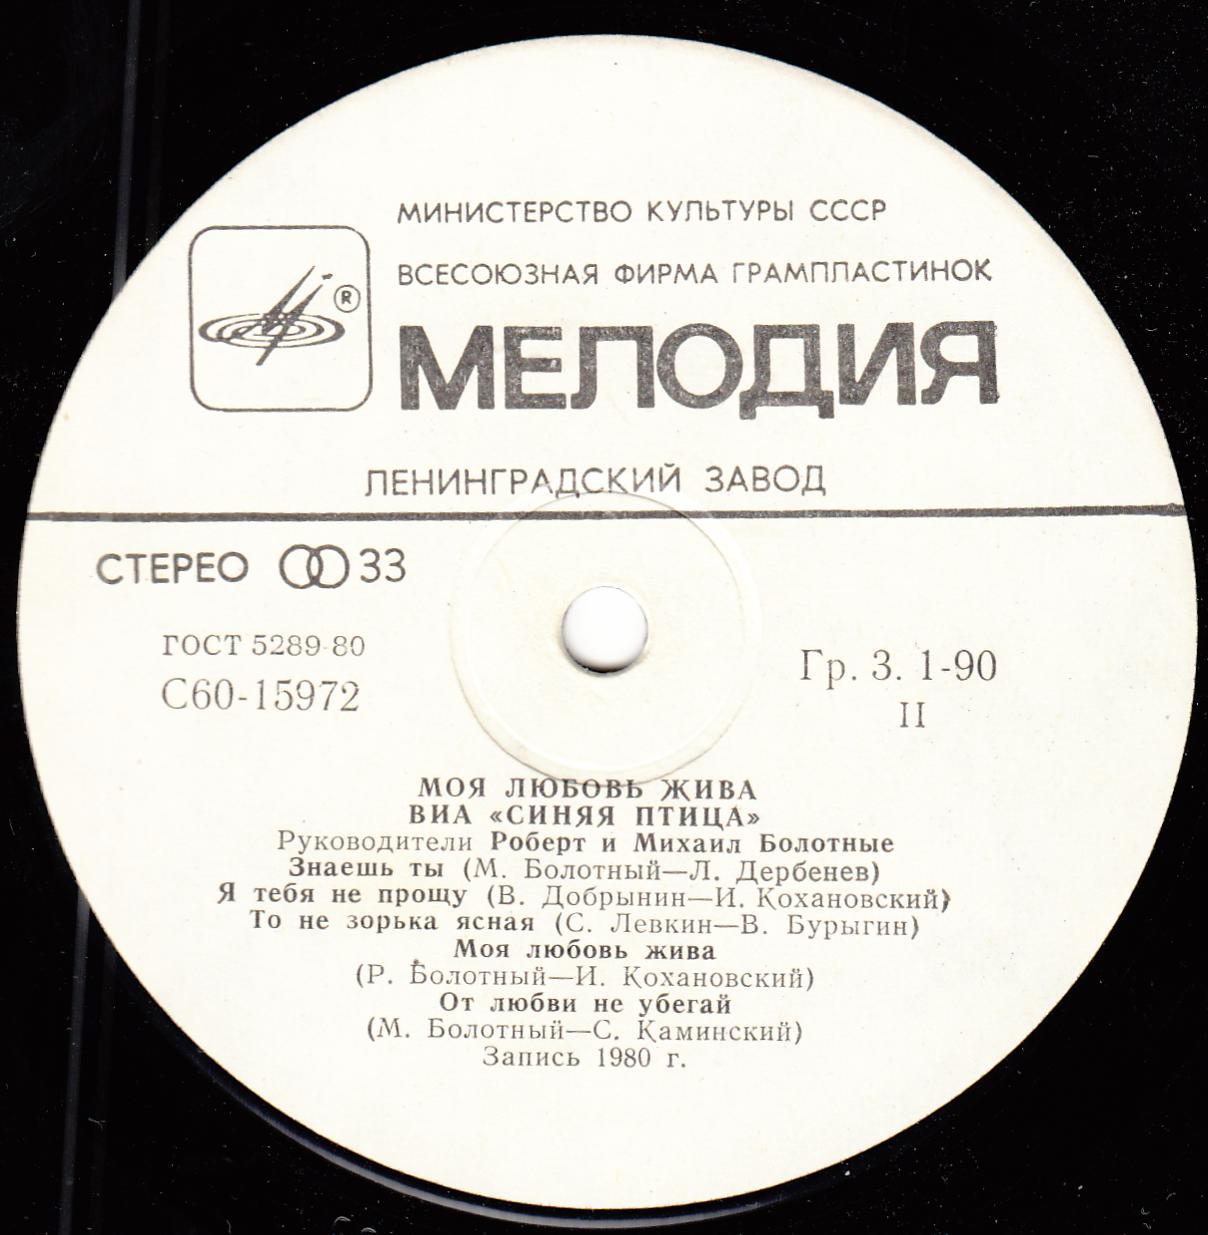 МИНИСТЕРСТВО КУЛЬТУРЫ СССР
ВСЕСОЮЗНАЯ ФИРМА ГРАМПЛАСТИНОК
®
МЕЛОДИЯ
ЛЕНИНГРАДСКИЙ ЗАВОД
СТЕРЕО 33
ГОСТ 5289-80
С60-15972
Гр. 3. 1-90
II
МОЯ ЛЮБОВЬ ЖИВА
ВИА «СИНЯЯ ПТИЦА»
Руководители Роберт и Михаил Болотные
Знаешь ты (М. Болотный—Л. Дербенев)
Я тебя не прощу (В. Добрынин—И. Кохановский)
То не зорька ясная (С. Левкин—В. Бурыгин)
Моя любовь жива
(Р. Болотный—И. Кохановский)
От любви не убегай
(М. Болотный—С. Каминский)
Запись 1980 г.